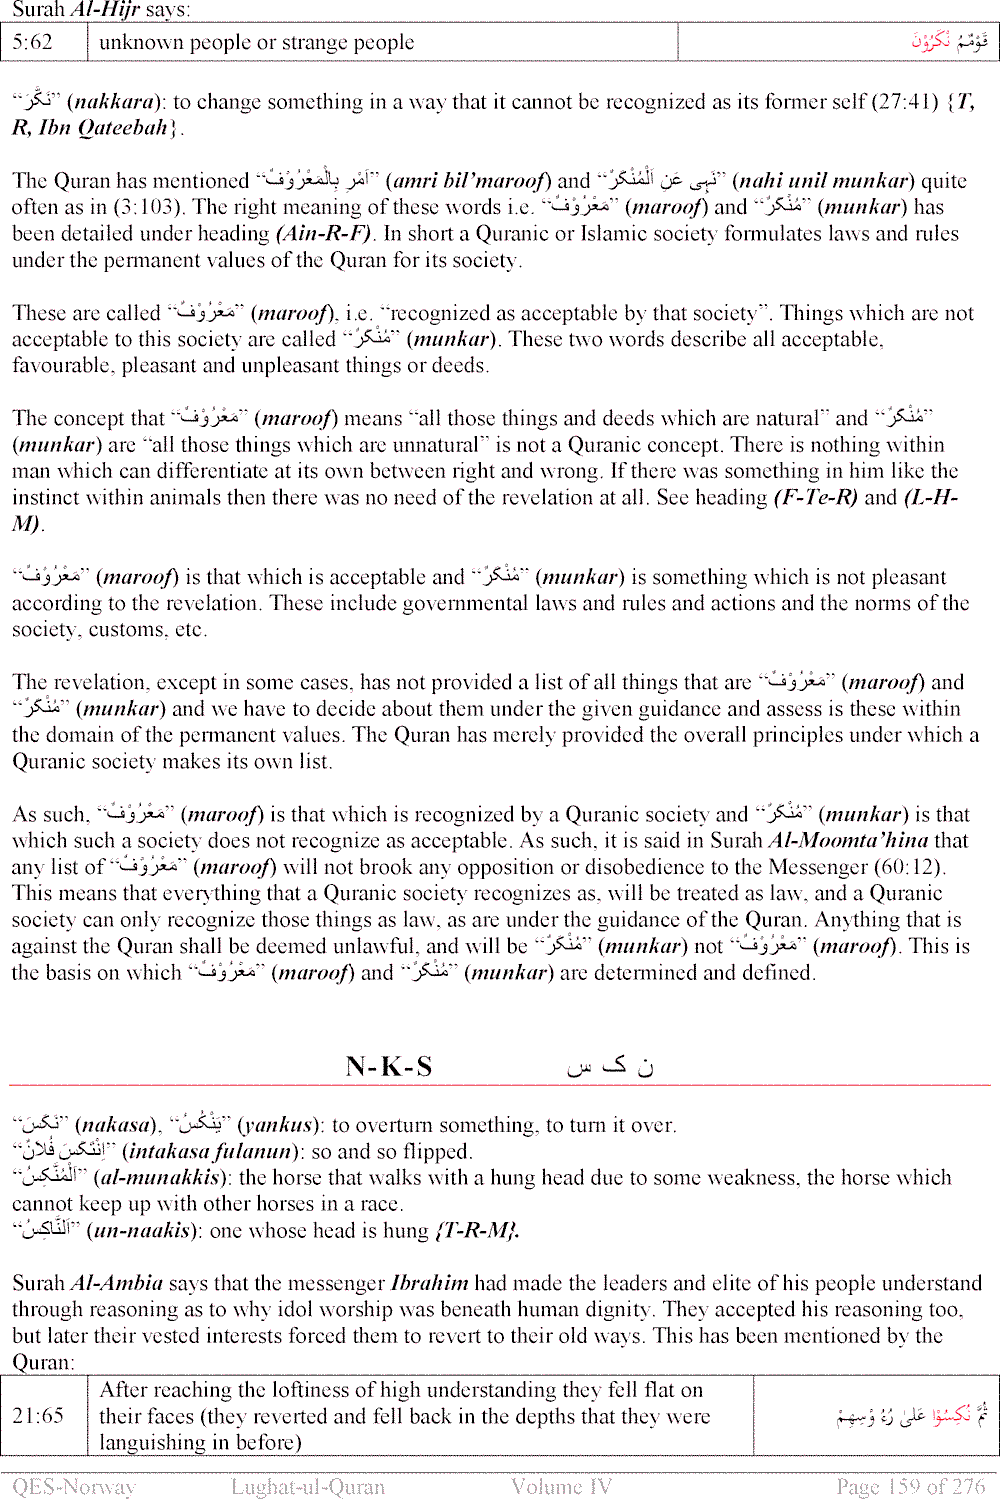 Surah Al-Hijr says:
5:62 unknown people or strange people قَوْمٌ مُّنْكَرُوْنَ
“نَكَّرَ” (nakkara): to change something in a way that it cannot be recognized as its former self (27:41) {T,
R, Ibn Qateebah}.
The Quran has mentioned “اَمْرِ بِالْمَعْرُوْفٌ” (amri bil’maroof) and “نَہِی عَنِ اَلْمُنْکَرٌ” (nahi unil munkar) quite
often as in (3:103). The right meaning of these words i.e. “مَعْرُوْفٌ” (maroof) and “مُنْکَرٌ” (munkar) has
been detailed under heading (Ain-R-F). In short a Quranic or Islamic society formulates laws and rules
under the permanent values of the Quran for its society.
These are called “مَعْرُوْفٌ” (maroof), i.e. “recognized as acceptable by that society”. Things which are not
acceptable to this society are called “مُنْکَرٌ” (munkar). These two words describe all acceptable,
favourable, pleasant and unpleasant things or deeds.
The concept that “مَعْرُوْفٌ” (maroof) means “all those things and deeds which are natural” and “مُنْکَرٌ”
(munkar) are “all those things which are unnatural” is not a Quranic concept. There is nothing within
man which can differentiate at its own between right and wrong. If there was something in him like the
instinct within animals then there was no need of the revelation at all. See heading (F-Te-R) and (L-H-
M).
“مَعْرُوْفٌ” (maroof) is that which is acceptable and “مُنْکَرٌ” (munkar) is something which is not pleasant
according to the revelation. These include governmental laws and rules and actions and the norms of the
society, customs, etc.
The revelation, except in some cases, has not provided a list of all things that are “مَعْرُوْفٌ” (maroof) and
“مُنْکَرٌ” (munkar) and we have to decide about them under the given guidance and assess is these within
the domain of the permanent values. The Quran has merely provided the overall principles under which a
Quranic society makes its own list.
As such, “مَعْرُوْفٌ” (maroof) is that which is recognized by a Quranic society and “مُنْکَرٌ” (munkar) is that
which such a society does not recognize as acceptable. As such, it is said in Surah Al-Moomta’hina that
any list of “مَعْرُوْفٌ” (maroof) will not brook any opposition or disobedience to the Messenger (60:12).
This means that everything that a Quranic society recognizes as, will be treated as law, and a Quranic
society can only recognize those things as law, as are under the guidance of the Quran. Anything that is
against the Quran shall be deemed unlawful, and will be “مُنْکَرٌ” (munkar) not “مَعْرُوْفٌ” (maroof). This is
the basis on which “مَعْرُوْفٌ” (maroof) and “مُنْکَرٌ” (munkar) are determined and defined.
N-K-S ن ک س
“نَکَسَ” (nakasa), “یَنْکُسُ” (yankus): to overturn something, to turn it over.
“اِنْتَکَسَ فُلَانٌ” (intakasa fulanun): so and so flipped.
“اَلْمُنَکِّسُ” (al-munakkis): the horse that walks with a hung head due to some weakness, the horse which
cannot keep up with other horses in a race.
“اَلنَّاکِسُ” (un-naakis): one whose head is hung {T-R-M}.
Surah Al-Ambia says that the messenger Ibrahim had made the leaders and elite of his people understand
through reasoning as to why idol worship was beneath human dignity. They accepted his reasoning too,
but later their vested interests forced them to revert to their old ways. This has been mentioned by the
Quran:
After reaching the loftiness of high understanding they fell flat on
21:65 their faces (they reverted and fell back in the depths that they were ثُمَّ نُکِسُوْا عَلیٰ رُءُ وْسِہِمْ
languishing in before)
QES-Norway Lughat-ul-Quran Volume IV Page 159 of 276